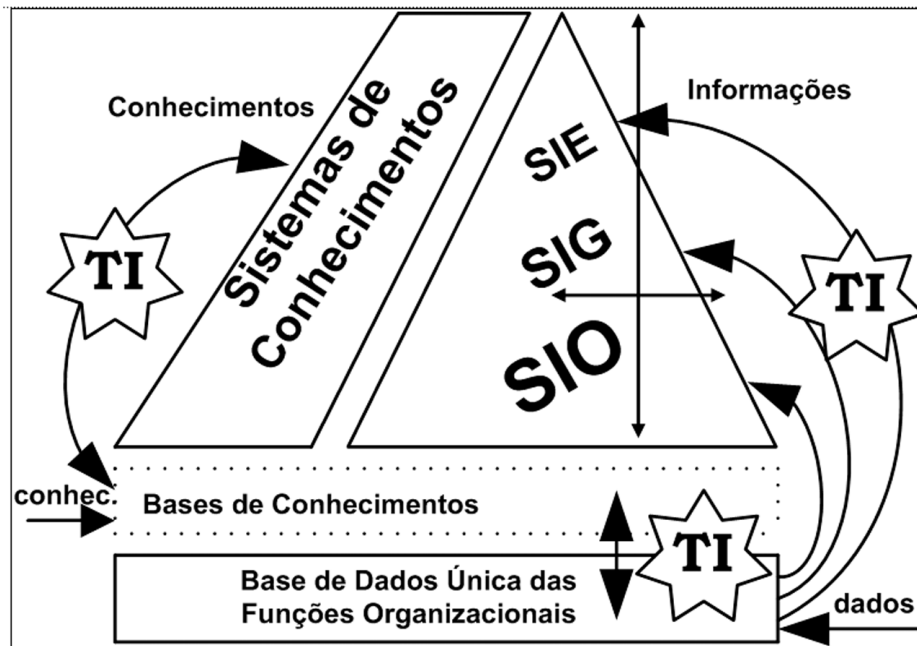 Conhecimentos
Sistemas de
Conhecimentos
Informações
SIE
SIG
SIO
TI
TI
conhec.
Bases de Conhecimentos
TI
Base de Dados Única das
Funções Organizacionais
dados